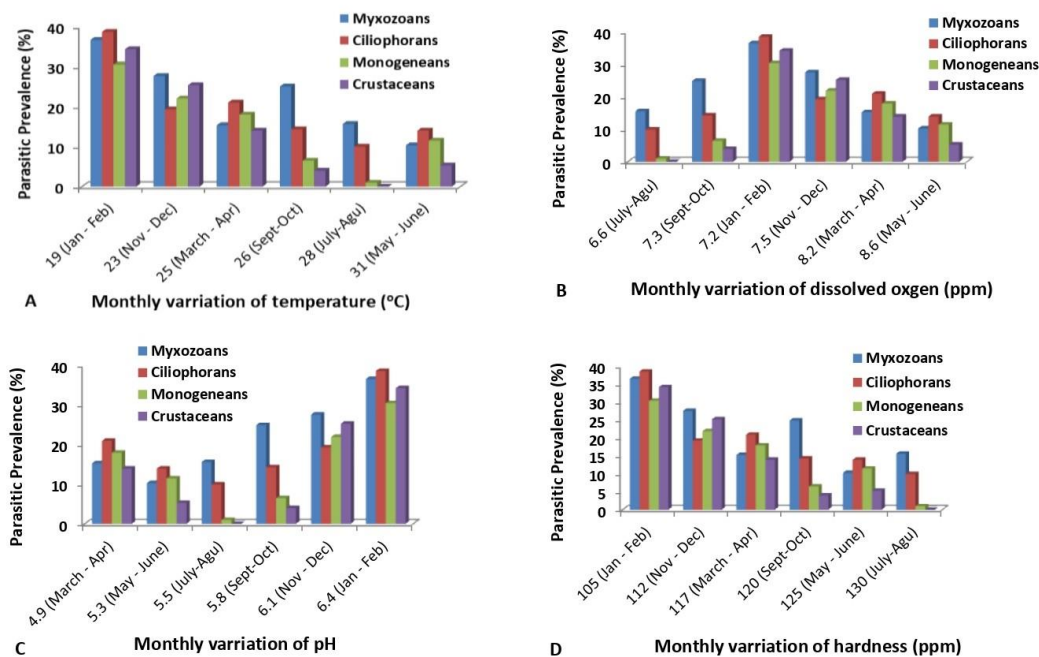 Parasitic Prevalence (%)
40
30
20
10
0
Myxozoans
Ciliophorans
Monogeneans
Crustaceans
19 (Jan - Feb)
23 (Nov - Dec)
25 (March - Apr)
26 (Sept-Oct)
28 (July-Agu)
31 (May - June)
A
Monthly varriation of temperature (°C)
Parasitic Prevalence (%)
40
30
20
10
0
Myxozoans
Ciliophorans
Monogeneans
Crustaceans
6.6 (July-Agu)
7.3 (Sept-Oct)
7.2 (Jan - Feb)
7.5 (Nov - Dec)
8.2 (March - Apr)
8.6 (May - June)
B
Monthly varriation of dissolved oxgen (ppm)
Parasitic Prevalence (%)
40
30
20
10
0
Myxozoans
Ciliophorans
Monogeneans
Crustaceans
4.9 (March - Apr)
5.3 (May - June)
5.5 (July-Agu)
5.8 (Sept-Oct)
6.1 (Nov - Dec)
6.4 (Jan - Feb)
C
Monthly varriation of pH
Parasitic Prevalence (%)
40
35
30
25
20
15
10
5
0
Myxozoans
Ciliophorans
Monogeneans
Crustaceans
105 (Jan - Feb)
112 (Nov - Dec)
117 (March - Apr)
120 (Sept-Oct)
125 (May - June)
130 (July-Agu)
D
Monthly varriation of hardness (ppm)